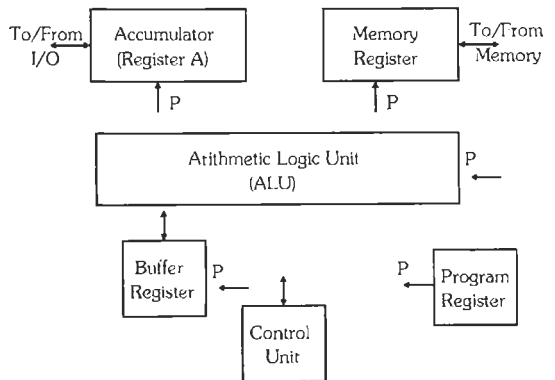 To/From
I/O
Accumulator
(Register A)
Memory
Register
To/From
Memory
P
P
Arithmetic Logic Unit
(ALU)
P
Buffer
Register
P
Control
Unit
P
Program
Register